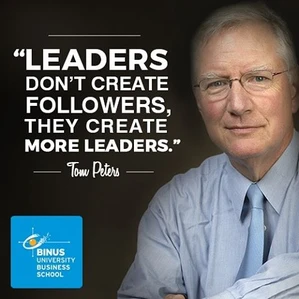 “LEADERS
DON’T CREATE
FOLLOWERS,
THEY CREATE
MORE LEADERS.”
Tom Peters
BINUS
UNIVERSITY
BUSINESS
SCHOOL